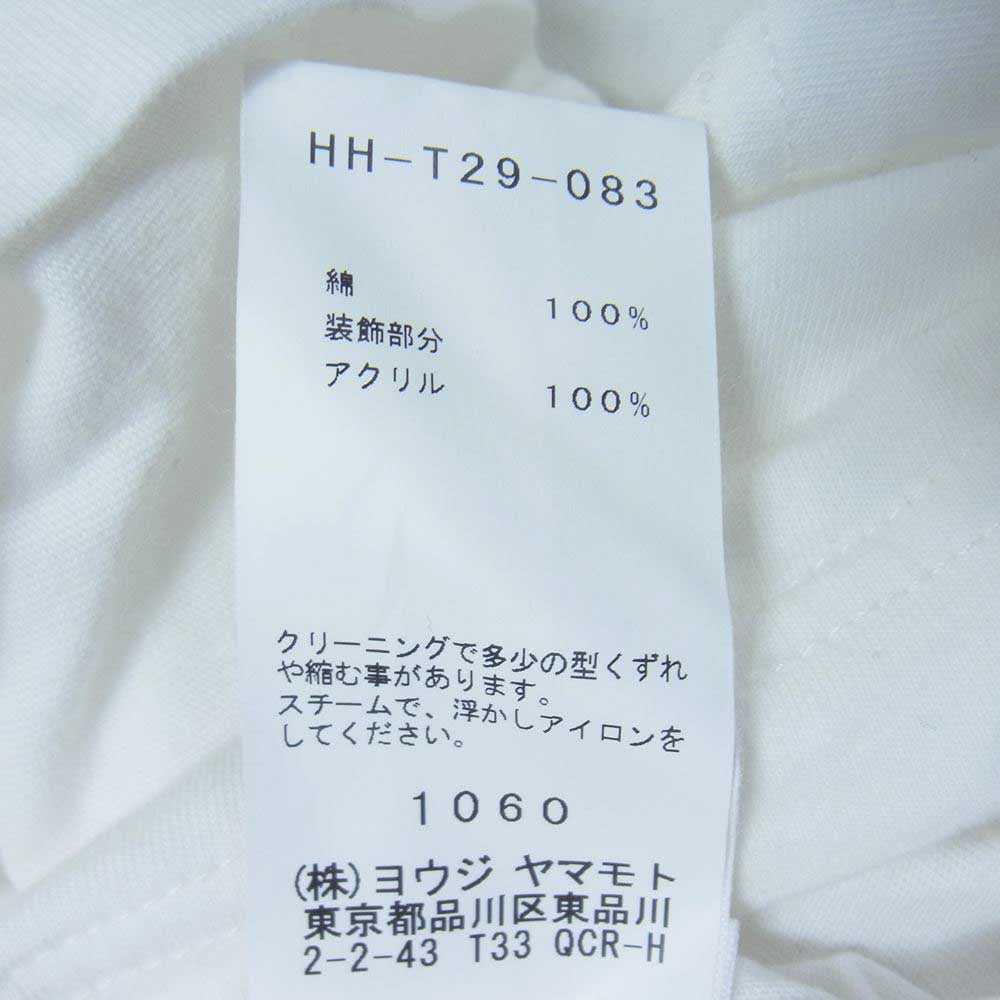 HH-T29-083
綿 100%
装飾部分
アクリル 100%
クリーニングで多少の型くずれ
や縮む事があります。
スチームで、浮かしアイロンを
してください。
1060
(株)ヨウジ ヤマモト
東京都品川区東品川
2-2-43 T33 QCR-H